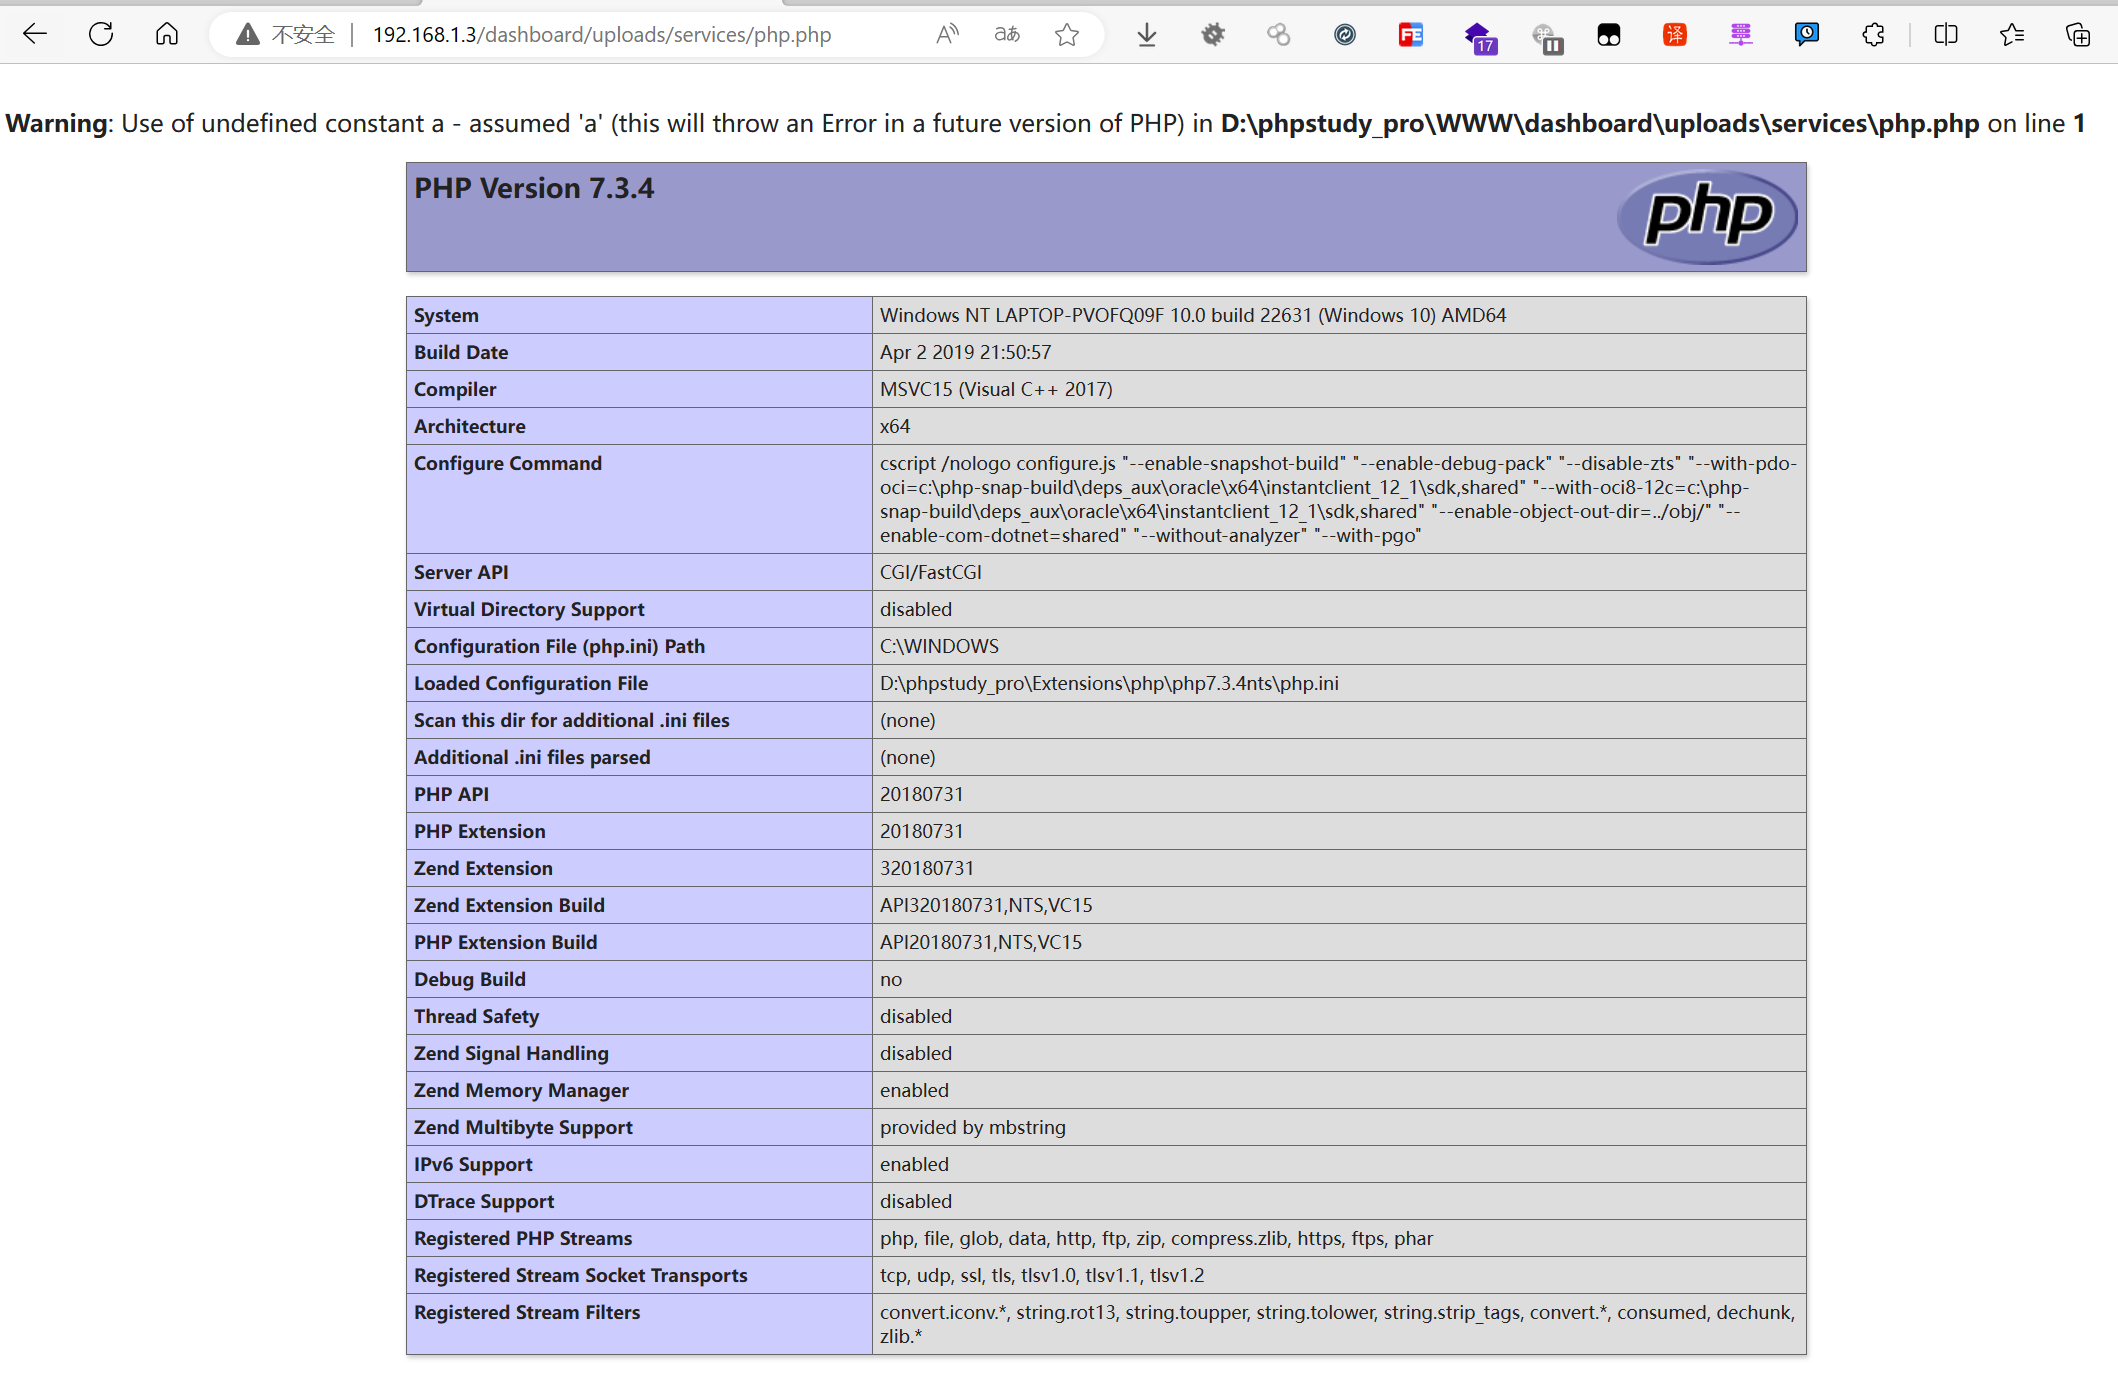 不安全 192.168.1.3/dashboard/uploads/services/php.php A aあ FE 17 译
Warning: Use of undefined constant a - assumed 'a' (this will throw an Error in a future version of PHP) in D:\phpstudy_pro\WWW\dashboard\uploads\services\php.php on line 1
PHP Version 7.3.4 php
System Windows NT LAPTOP-PVOFQ09F 10.0 build 22631 (Windows 10) AMD64
Build Date Apr 2 2019 21:50:57
Compiler MSVC15 (Visual C++ 2017)
Architecture x64
Configure Command cscript /nologo configure.js "--enable-snapshot-build" "--enable-debug-pack" "--disable-zts" "--with-pdo-
oci=c:\php-snap-build\deps_aux\oracle\x64\instantclient_12_1\sdk,shared" "--with-oci8-12c=c:\php-
snap-build\deps_aux\oracle\x64\instantclient_12_1\sdk,shared" "--enable-object-out-dir=../obj/" "--
enable-com-dotnet=shared" "--without-analyzer" "--with-pgo"
Server API CGI/FastCGI
Virtual Directory Support disabled
Configuration File (php.ini) Path C:\WINDOWS
Loaded Configuration File D:\phpstudy_pro\Extensions\php\php7.3.4nts\php.ini
Scan this dir for additional .ini files (none)
Additional .ini files parsed (none)
PHP API 20180731
PHP Extension 20180731
Zend Extension 320180731
Zend Extension Build API320180731,NTS,VC15
PHP Extension Build API20180731,NTS,VC15
Debug Build no
Thread Safety disabled
Zend Signal Handling disabled
Zend Memory Manager enabled
Zend Multibyte Support provided by mbstring
IPv6 Support enabled
DTrace Support disabled
Registered PHP Streams php, file, glob, data, http, ftp, zip, compress.zlib, https, ftps, phar
Registered Stream Socket Transports tcp, udp, ssl, tls, tlsv1.0, tlsv1.1, tlsv1.2
Registered Stream Filters convert.iconv.*, string.rot13, string.toupper, string.tolower, string.strip_tags, convert.*, consumed, dechunk,
zlib.*